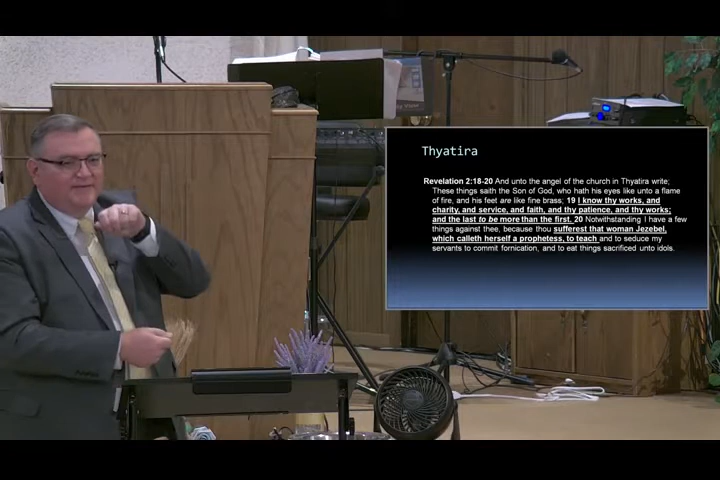 Thyatira
Revelation 2:18-20 And unto the angel of the church in Thyatira write;
These things saith the Son of God, who hath his eyes like unto a flame
of fire, and his feet are like fine brass; 19 I know thy works, and
charity, and service, and faith, and thy patience, and thy works;
and the last to be more than the first. 20 Notwithstanding I have a few
things against thee, because thou sufferest that woman Jezebel,
which calleth herself a prophetess, to teach and to seduce my
servants to commit fornication, and to eat things sacrificed unto idols.